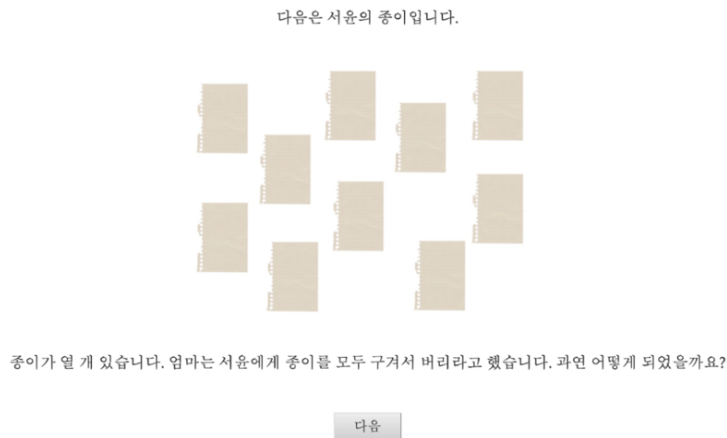 다음은 서윤의 종이입니다.
종이가 열 개 있습니다. 엄마는 서윤에게 종이를 모두 구겨서 버리라고 했습니다. 과연 어떻게 되었을까요?
다음